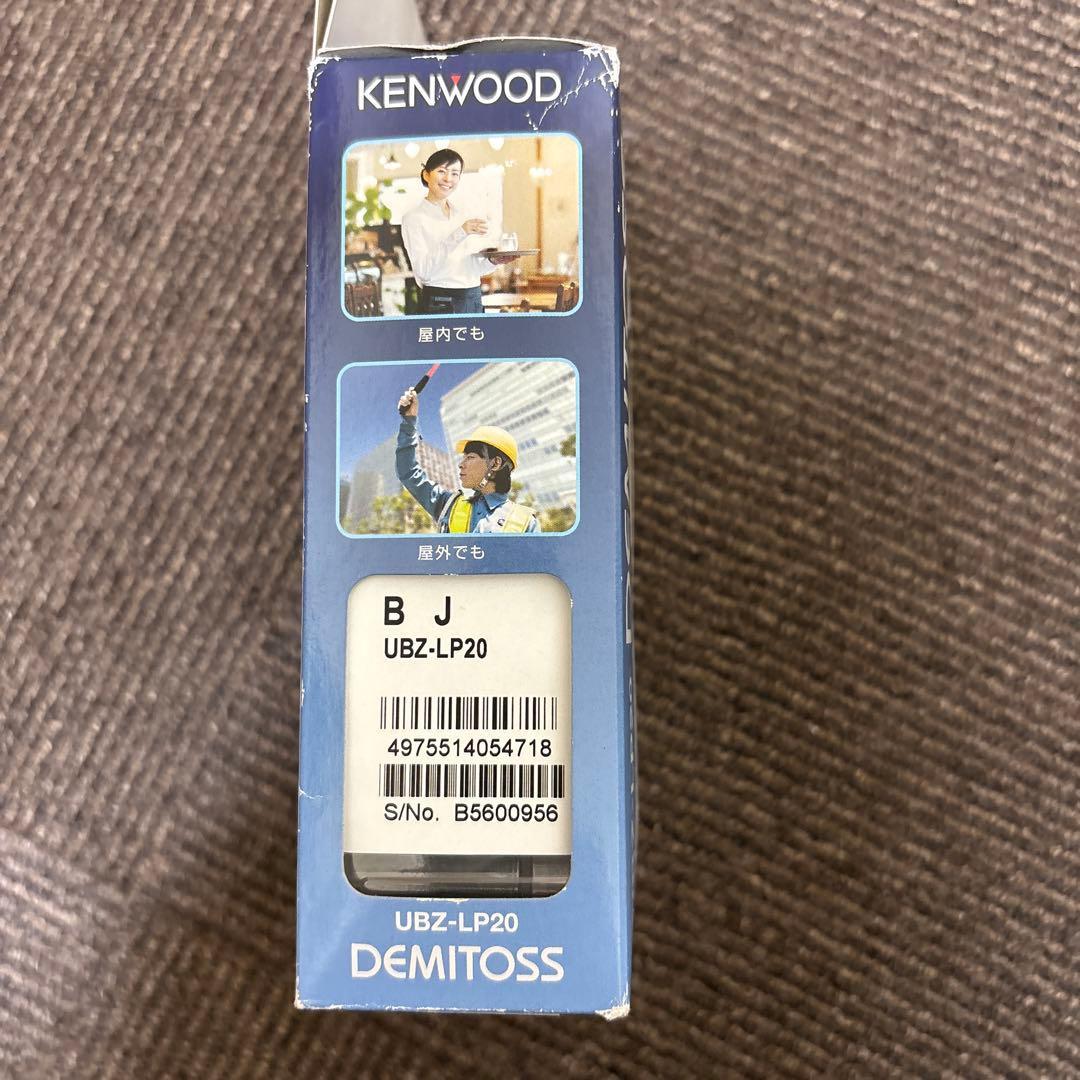 KENWOOD
屋内でも
屋外でも
B J
UBZ-LP20
4975514054718
S/No. B5600956
UBZ-LP20
DEMITOSS